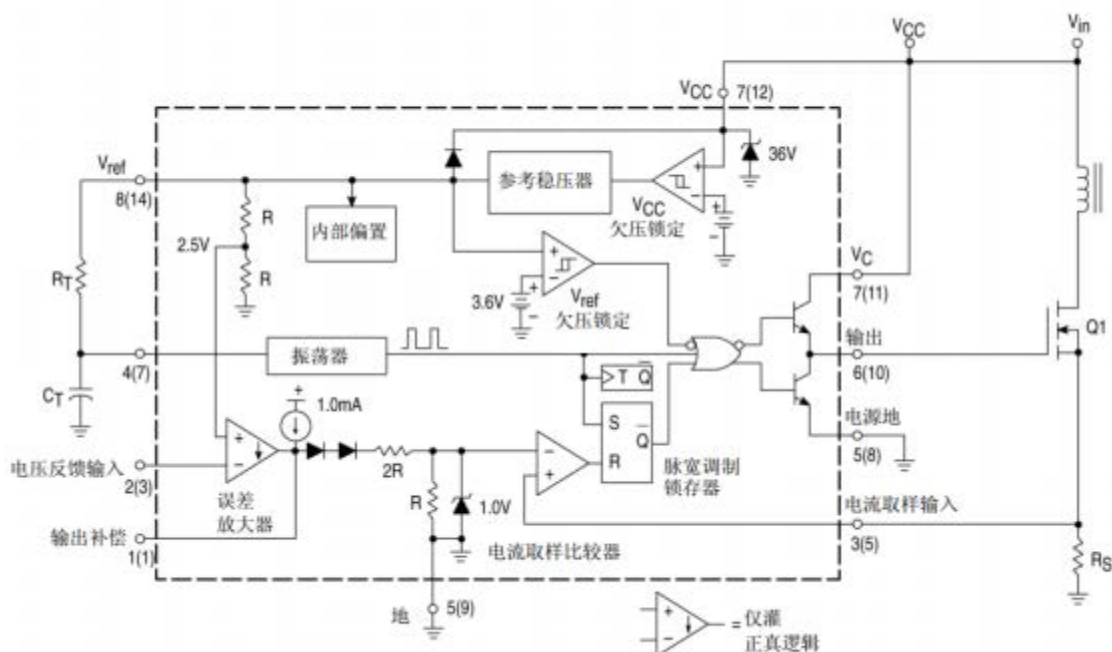 VCC
Vin
VCC 7(12)
36V
Vref
8(14)
参考稳压器
+
−
VCC
欠压锁定
+
−
R
内部偏置
2.5V
R
RT
+
−
3.6V
+
−
Vref
欠压锁定
VC
7(11)
Q1
振荡器
4(7)
输出
6(10)
T Q
CT
+
1.0mA
S
Q
R
电源地
5(8)
+
−
电压反馈输入
2(3)
误差
放大器
2R
R
1.0V
−
+
脉宽调制
锁存器
电流取样输入
3(5)
输出补偿
1(1)
电流取样比较器
RS
地
5(9)
+
−
= 仅灌
正真逻辑